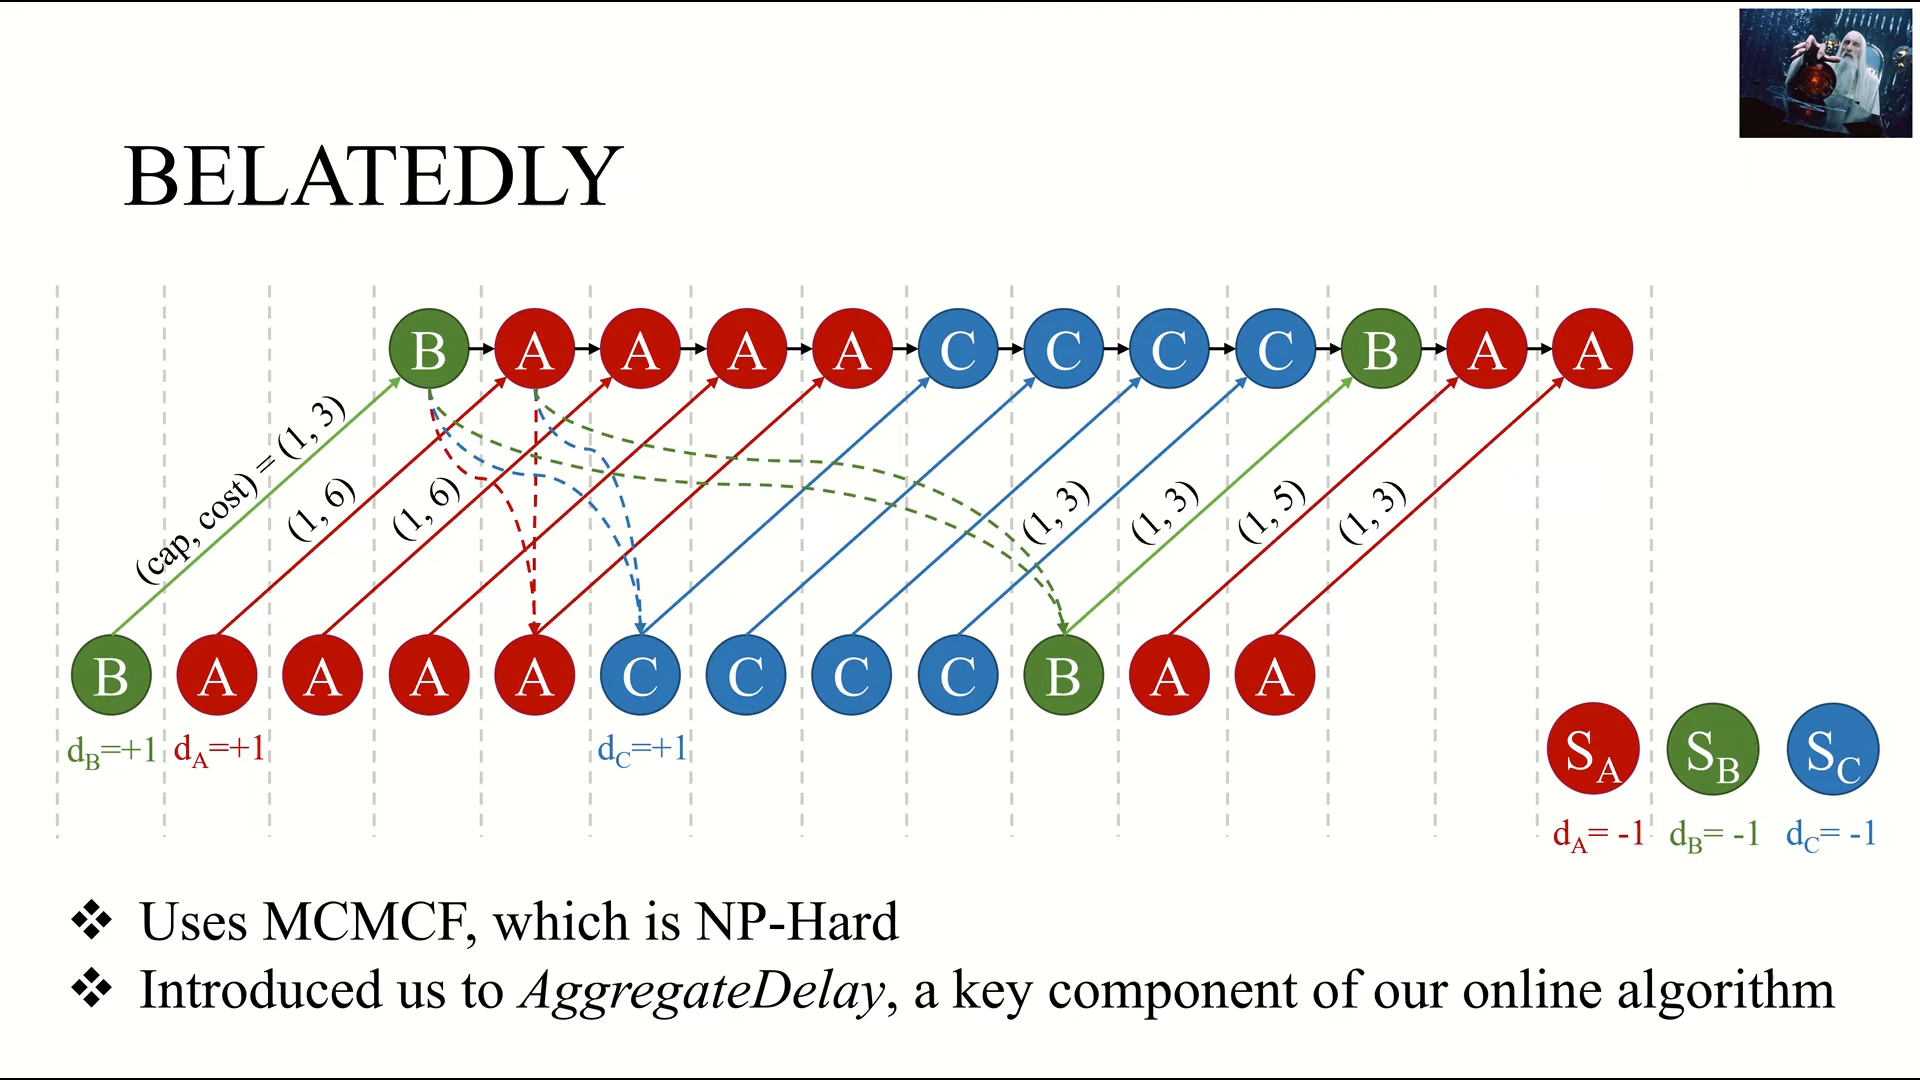 BELATEDLY
B A A A A C C C C B A A
(cap, cost) = (1, 3)
(1, 6)
(1, 6)
(1, 3)
(1, 3)
(1, 5)
(1, 3)
B A A A A C C C C B A A
d_B=+1 d_A=+1 d_C=+1
S_A S_B S_C
d_A= -1 d_B= -1 d_C= -1
❖ Uses MCMCF, which is NP-Hard
❖ Introduced us to AggregateDelay, a key component of our online algorithm